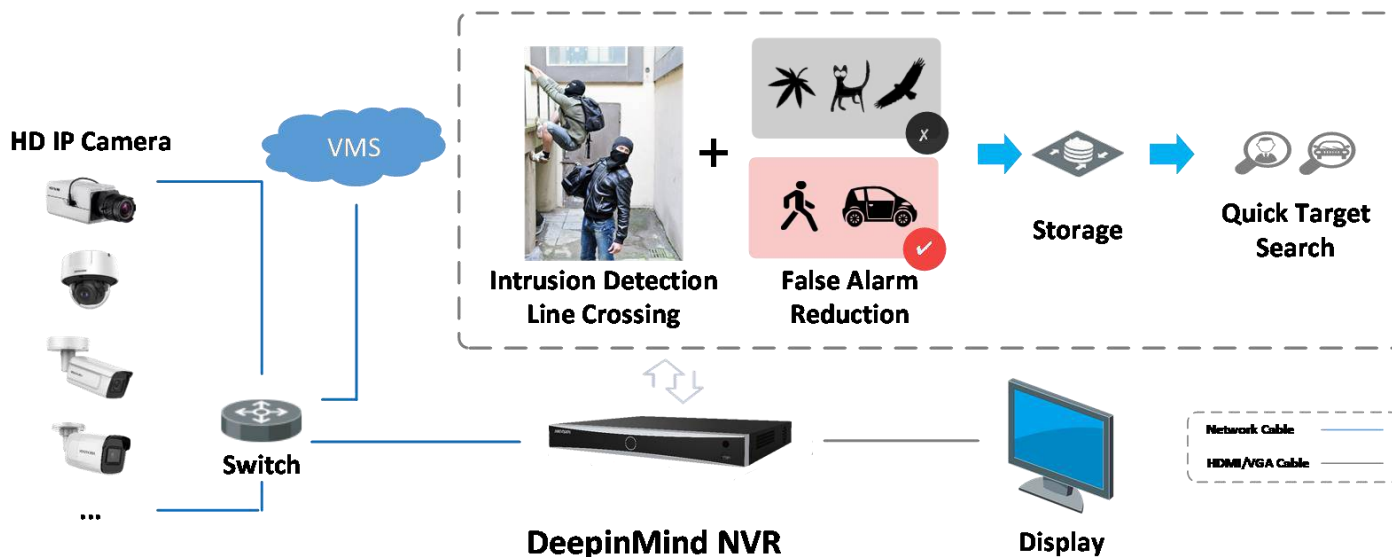 HD IP Camera
VMS
Intrusion Detection
Line Crossing
+
False Alarm
Reduction
Storage
Quick Target
Search
Switch
...
DeepinMind NVR
Display
Network Cable
HDMI/VGA Cable